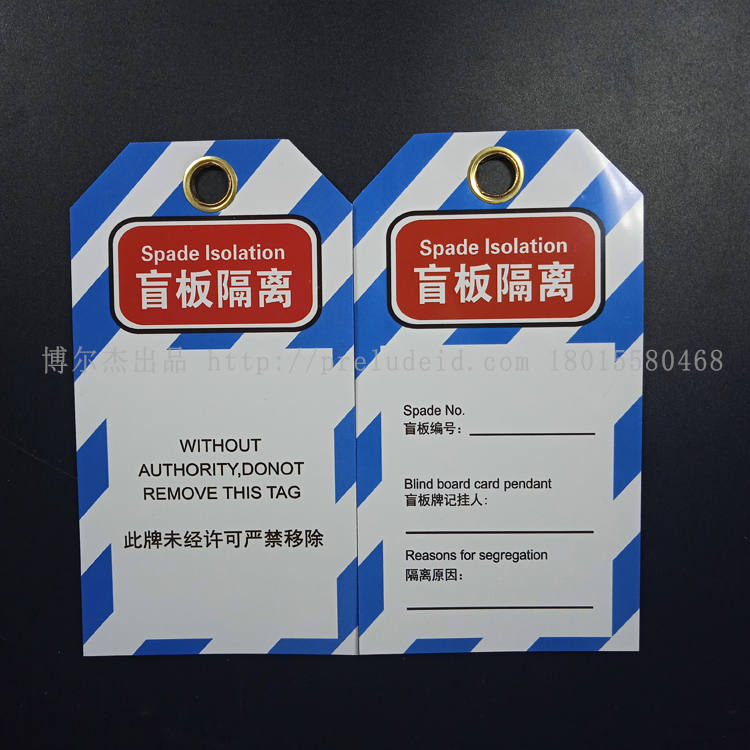 Spade Isolation
盲板隔离
WITHOUT
AUTHORITY,DONOT
REMOVE THIS TAG
此牌未经许可严禁移除
Spade Isolation
盲板隔离
Spade No.
盲板编号:
Blind board card pendant
盲板牌记挂人:
Reasons for segregation
隔离原因:
博尔杰出品 http://preludeid.com 18015580468